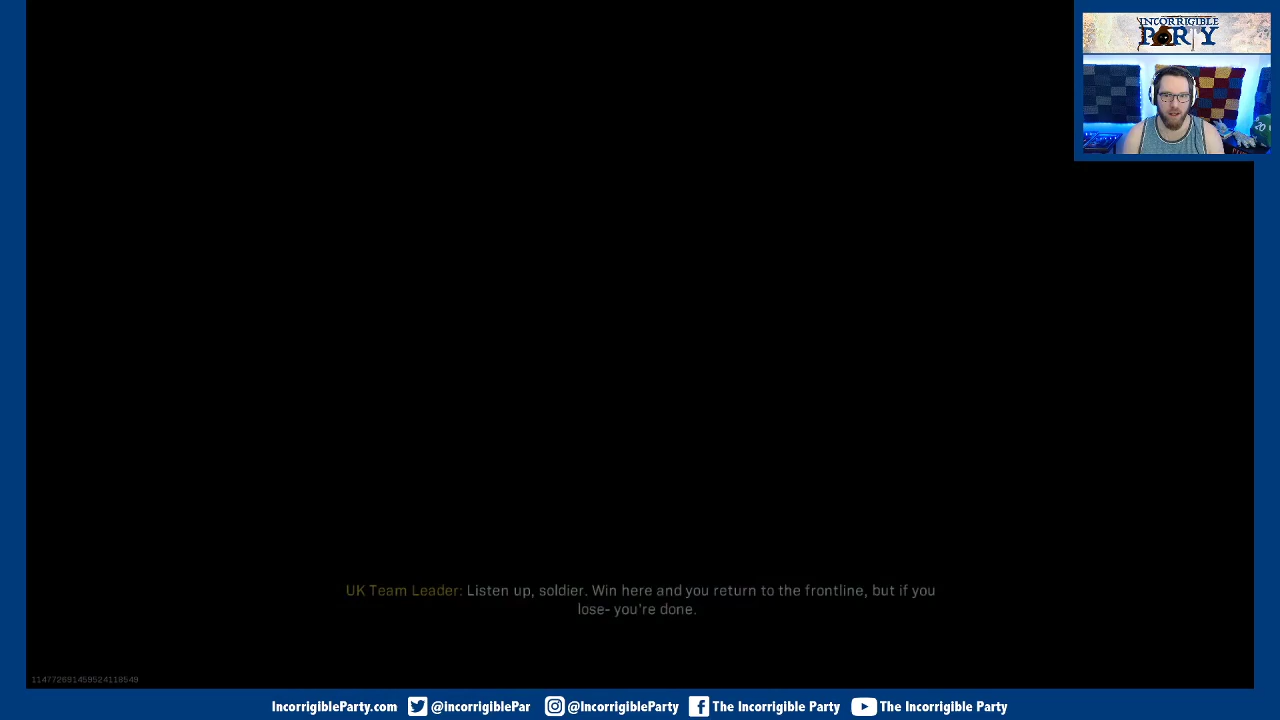 INCORRIGIBLE
PARTY
UK Team Leader: Listen up, soldier. Win here and you return to the frontline, but if you
lose- you're done.
114772691459524118549
IncorrigibleParty.com @IncorrigiblePar @IncorrigibleParty The Incorrigible Party The Incorrigible Party